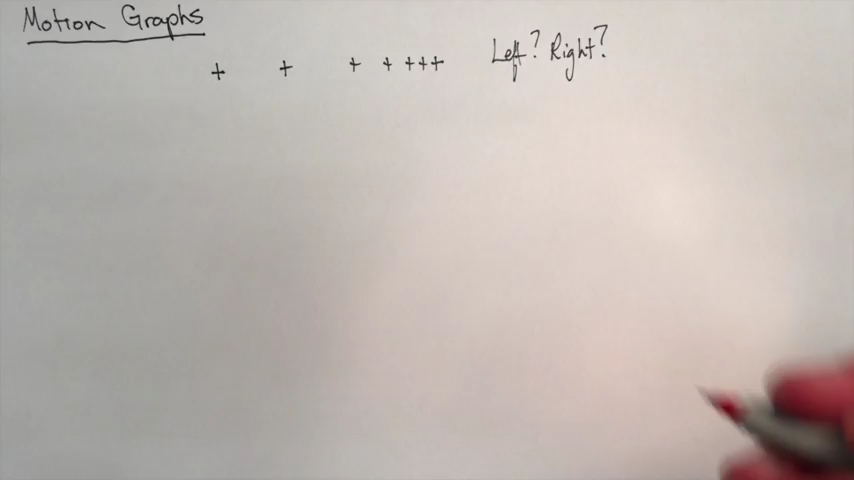 Motion Graphs
+ + + + + + + Left? Right?